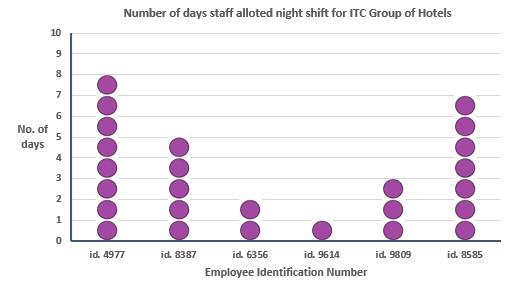 Number of days staff alloted night shift for ITC Group of Hotels
10
9
8
7
6
5
4
3
2
1
0
No. of
days
id. 4977 id. 8387 id. 6356 id. 9614 id. 9809 id. 8585
Employee Identification Number